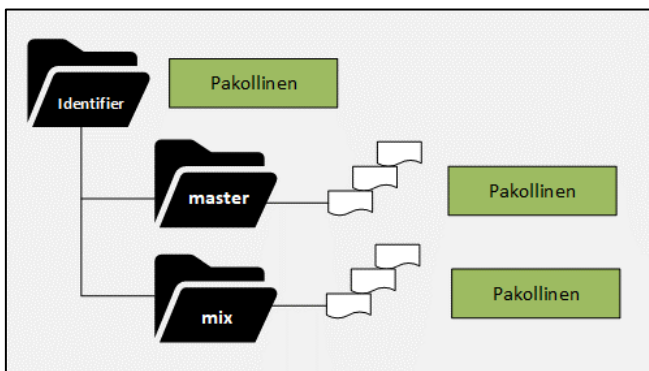 Identifier
Pakollinen
master
Pakollinen
mix
Pakollinen